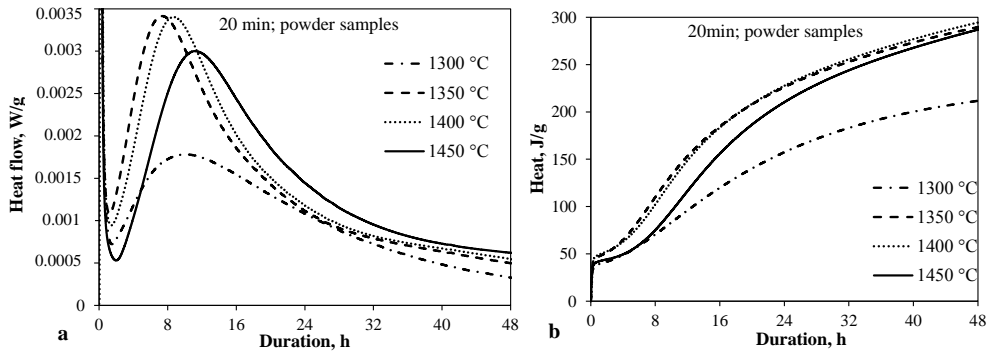 20 min; powder samples
Heat flow, W/g
0.0035
0.003
0.0025
0.002
0.0015
0.001
0.0005
0
1300 °C
1350 °C
1400 °C
1450 °C
0 8 16 24 32 40 48
a
Duration, h
20min; powder samples
Heat, J/g
300
250
200
150
100
50
0
1300 °C
1350 °C
1400 °C
1450 °C
0 8 16 24 32 40 48
b
Duration, h